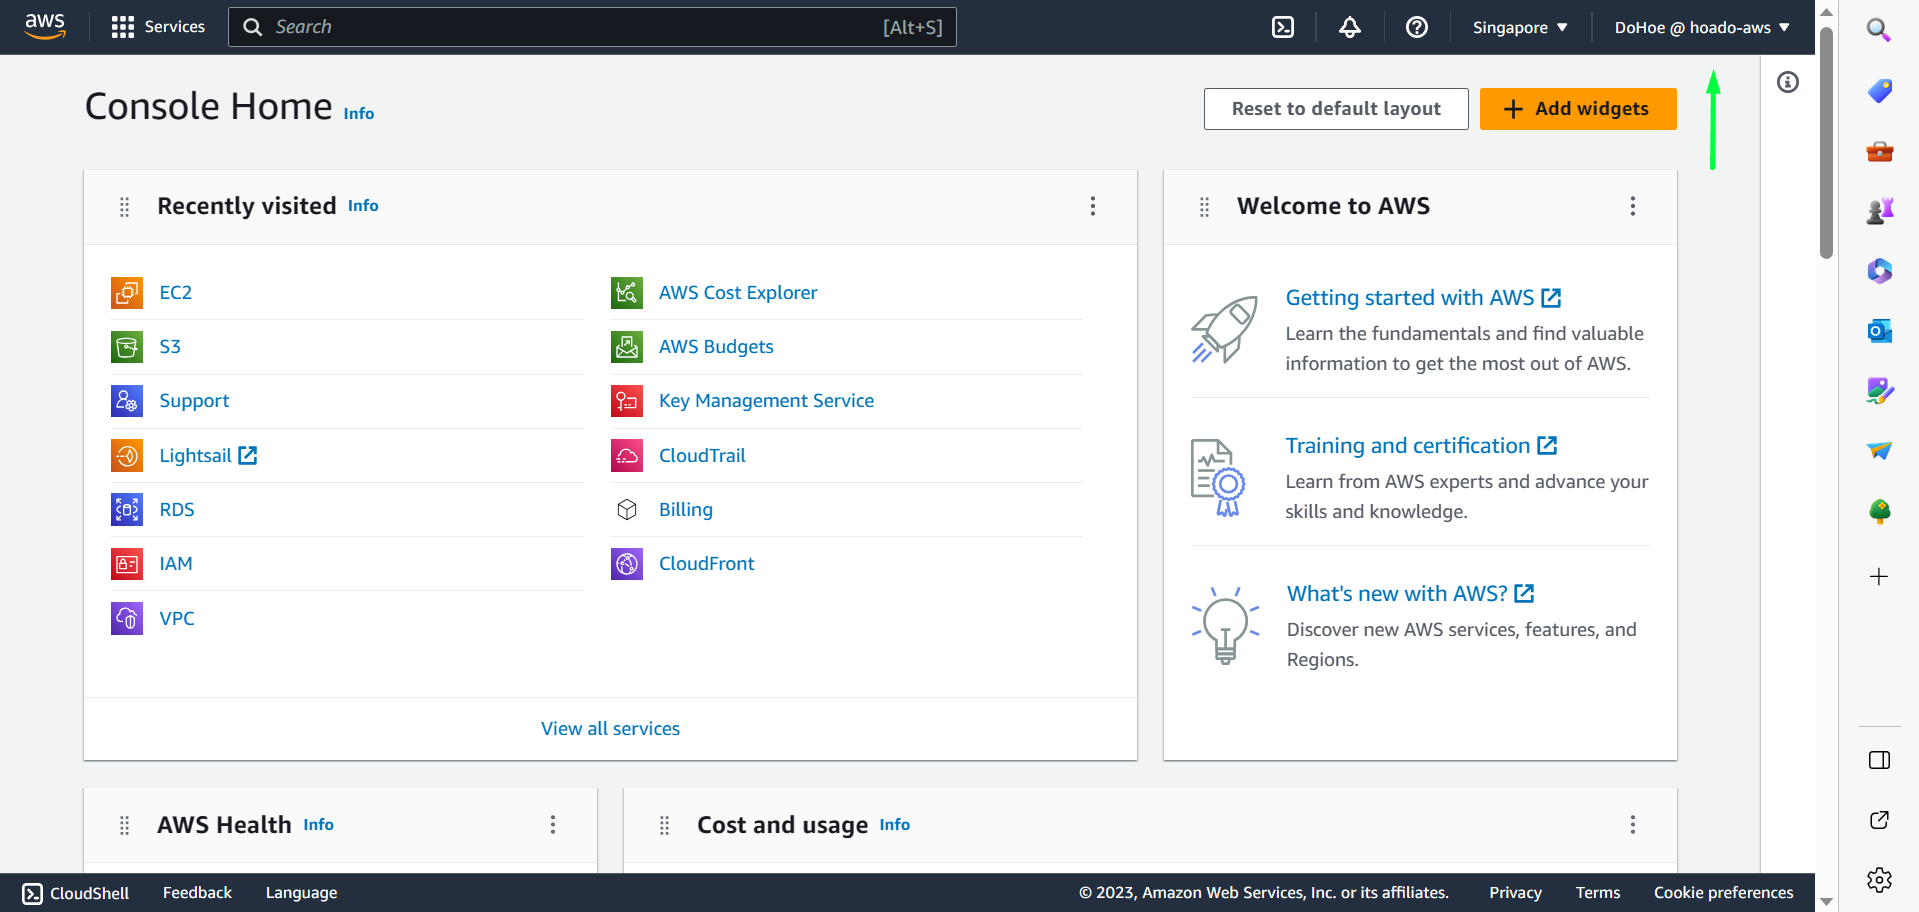 aws
Services
Search
[Alt+S]
Singapore
DoHoe @ hoado-aws
Console Home Info
Reset to default layout
Add widgets
Recently visited Info
EC2
S3
Support
Lightsail
RDS
IAM
VPC
AWS Cost Explorer
AWS Budgets
Key Management Service
CloudTrail
Billing
CloudFront
View all services
Welcome to AWS
Getting started with AWS
Learn the fundamentals and find valuable
information to get the most out of AWS.
Training and certification
Learn from AWS experts and advance your
skills and knowledge.
What's new with AWS?
Discover new AWS services, features, and
Regions.
AWS Health Info
Cost and usage Info
CloudShell
Feedback
Language
© 2023, Amazon Web Services, Inc. or its affiliates.
Privacy
Terms
Cookie preferences